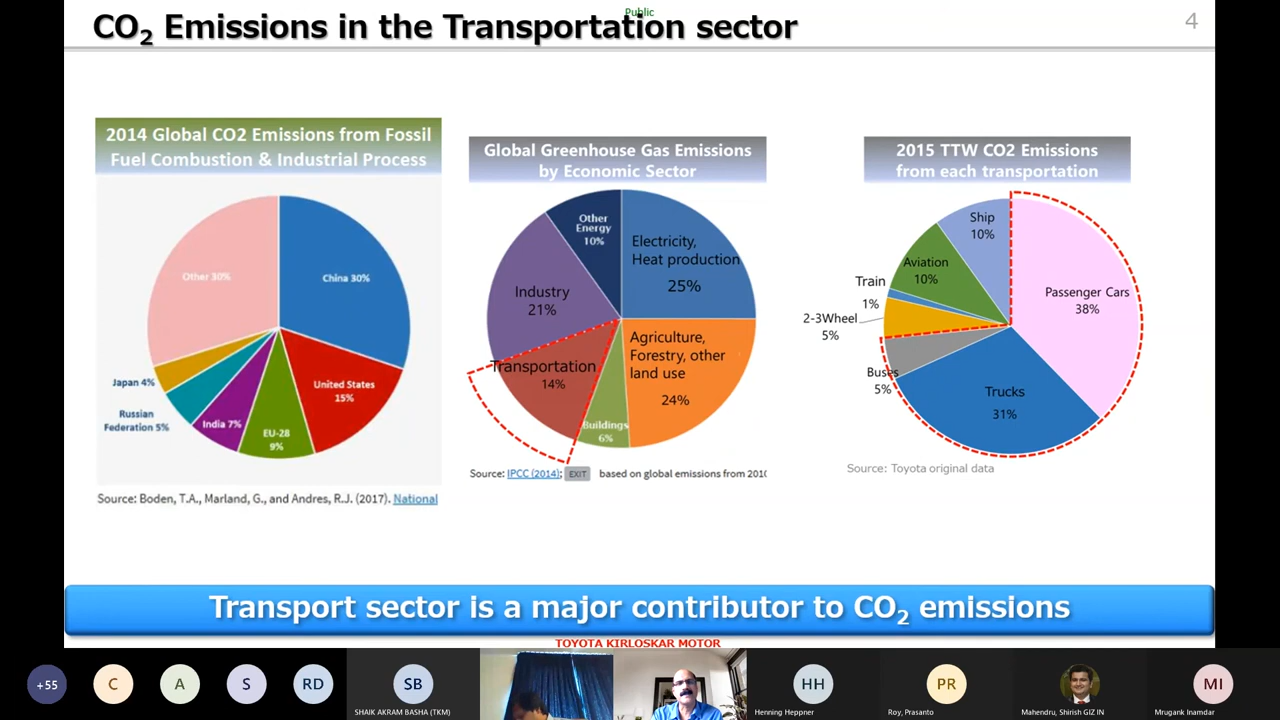 Public
CO2 Emissions in the Transportation sector
4
2014 Global CO2 Emissions from Fossil
Fuel Combustion & Industrial Process
Other 30%
China 30%
Japan 4%
United States
15%
Russian
Federation 5%
India 7%
EU-28
9%
Source: Boden, T.A., Marland, G., and Andres, R.J. (2017). National
Global Greenhouse Gas Emissions
by Economic Sector
Other
Energy
10%
Electricity,
Heat production
25%
Industry
21%
Agriculture,
Forestry, other
land use
24%
Transportation
14%
Buildings
6%
Source: IPCC (2014); EXIT based on global emissions from 2010
2015 TTW CO2 Emissions
from each transportation
Ship
10%
Aviation
10%
Train
1%
Passenger Cars
38%
2-3Wheel
5%
Buses
5%
Trucks
31%
Source: Toyota original data
Transport sector is a major contributor to CO2 emissions
TOYOTA KIRLOSKAR MOTOR
+55
C
A
S
RD
SB
SHAIK AKRAM BASHA (TKM)
HH
Henning Heppner
PR
Roy, Prasanto
Mahendru, Shirish GIZ IN
MI
Mrugank Inamdar